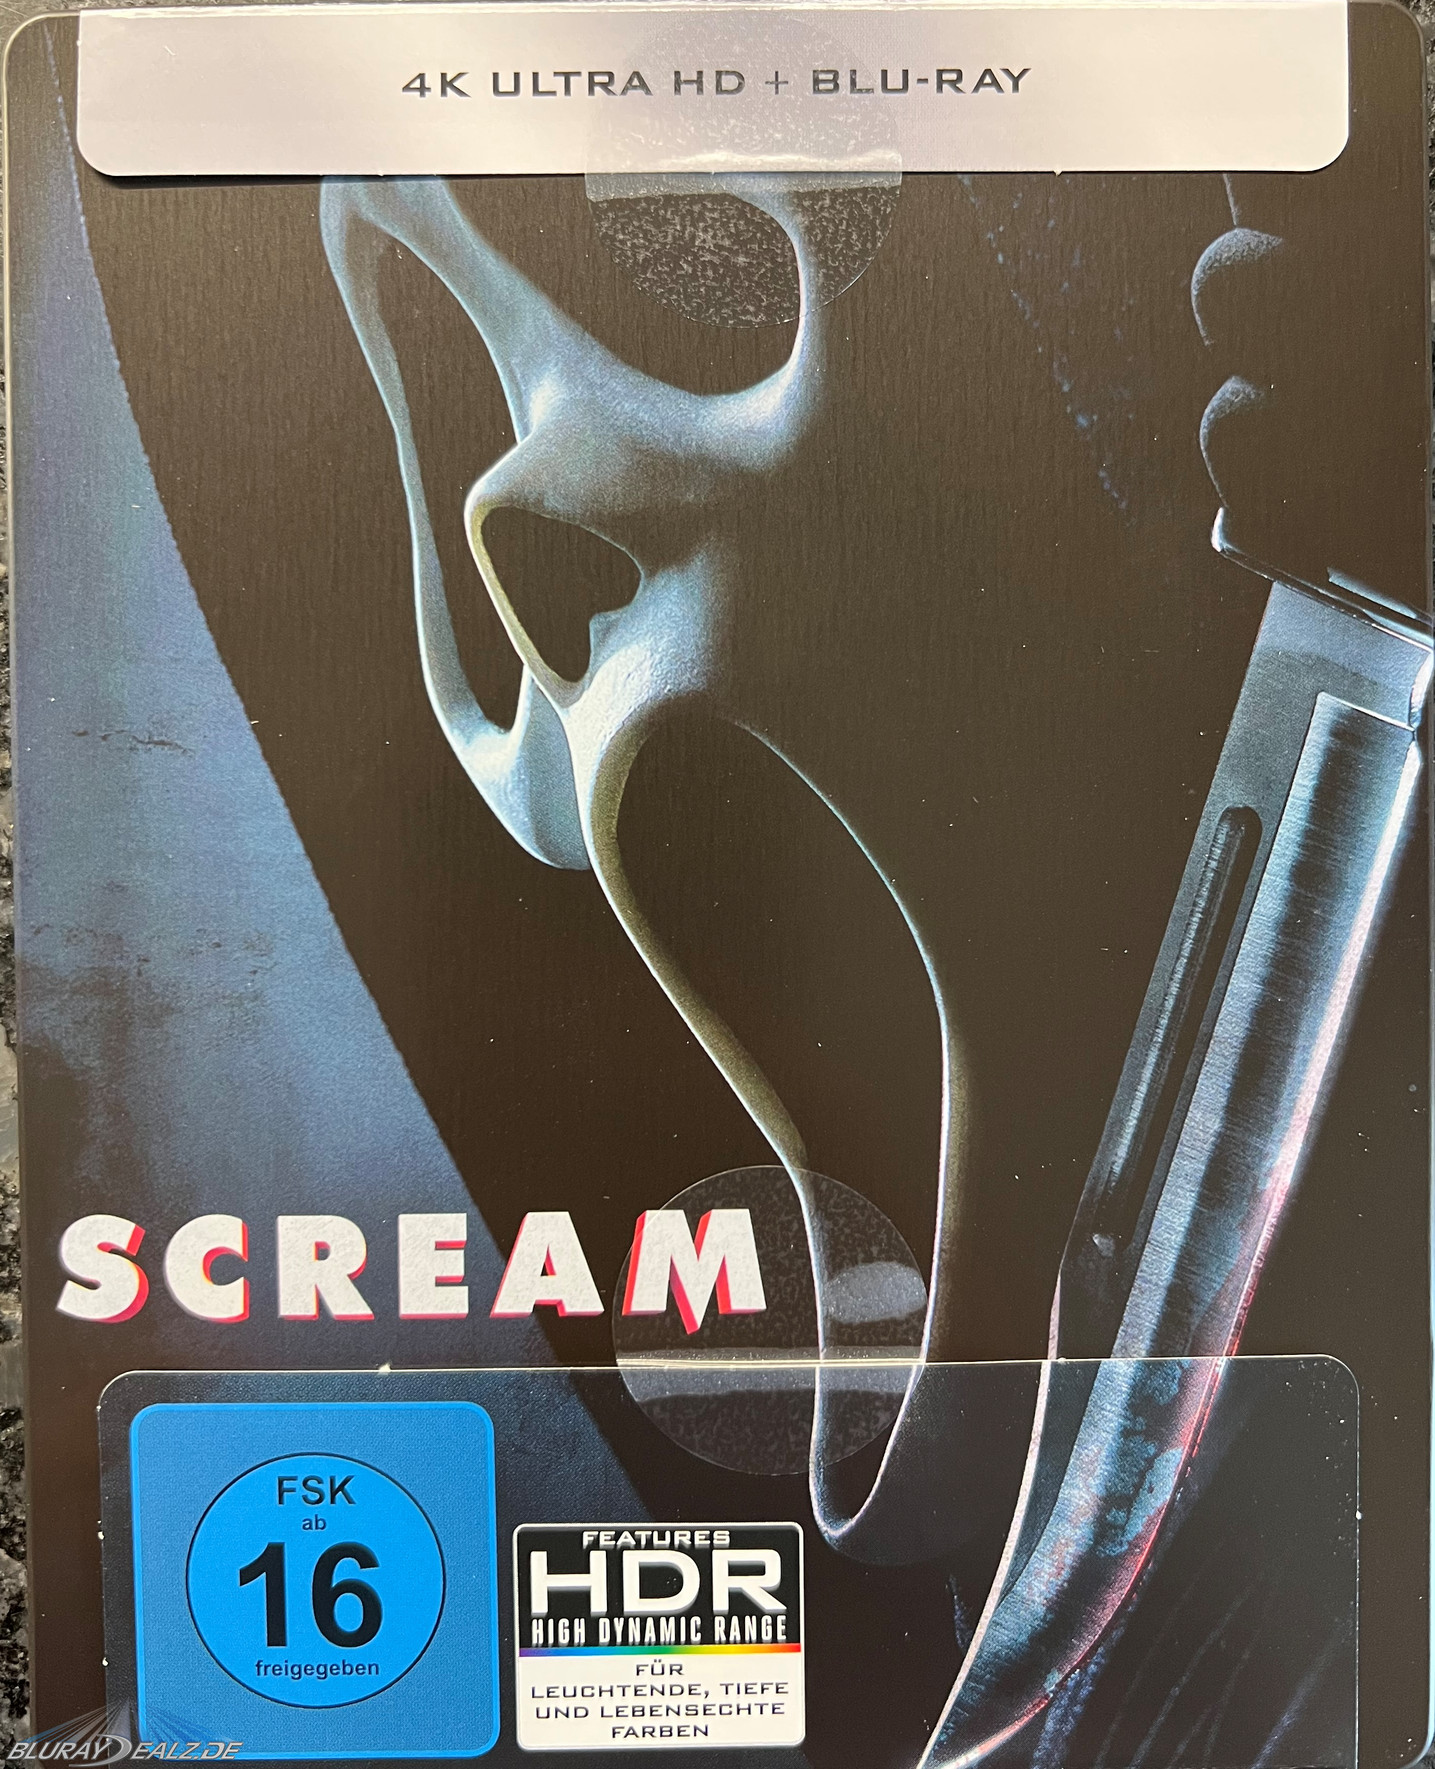 4K ULTRA HD + BLU-RAY
SCREAM
FSK
ab
16
freigegeben
FEATURES
HDR
HIGH DYNAMIC RANGE
FÜR
LEUCHTENDE, TIEFE
UND LEBENSECHTE
FARBEN
BLURAYDEALZ.DE